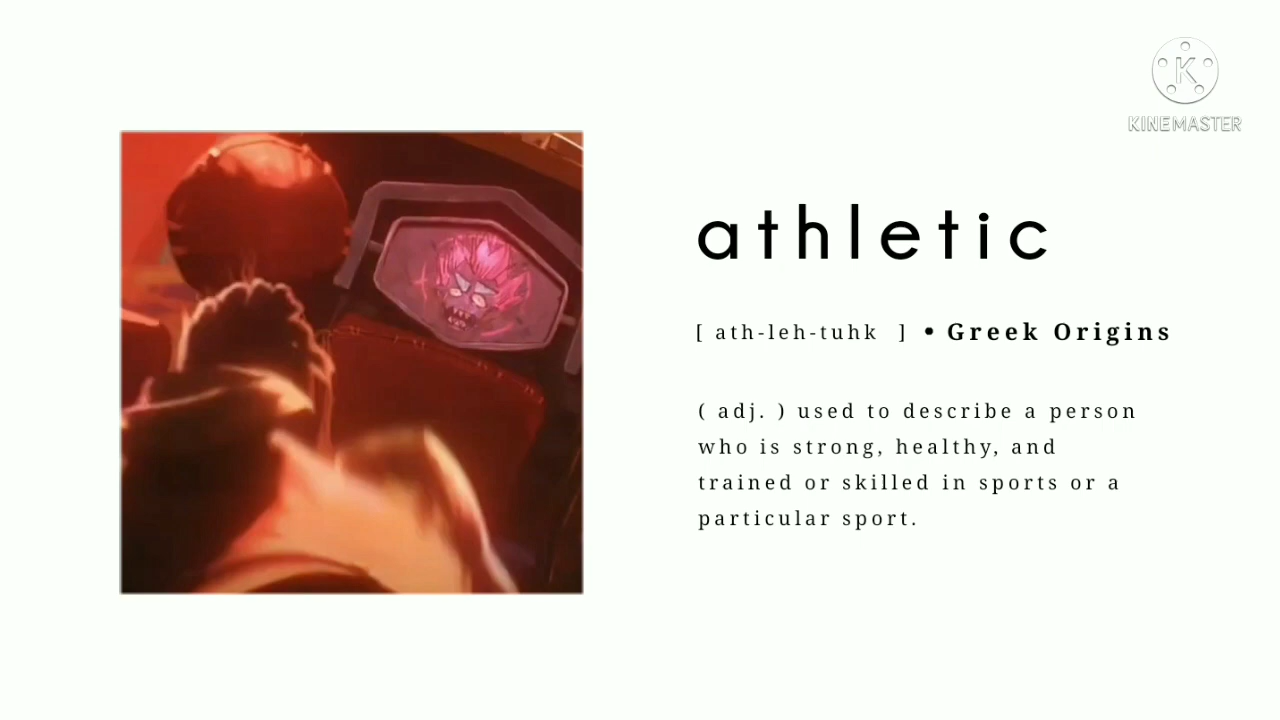 KINEMASTER
athletic
[ ath-leh-tuhk ] • Greek Origins
( adj. ) used to describe a person
who is strong, healthy, and
trained or skilled in sports or a
particular sport.